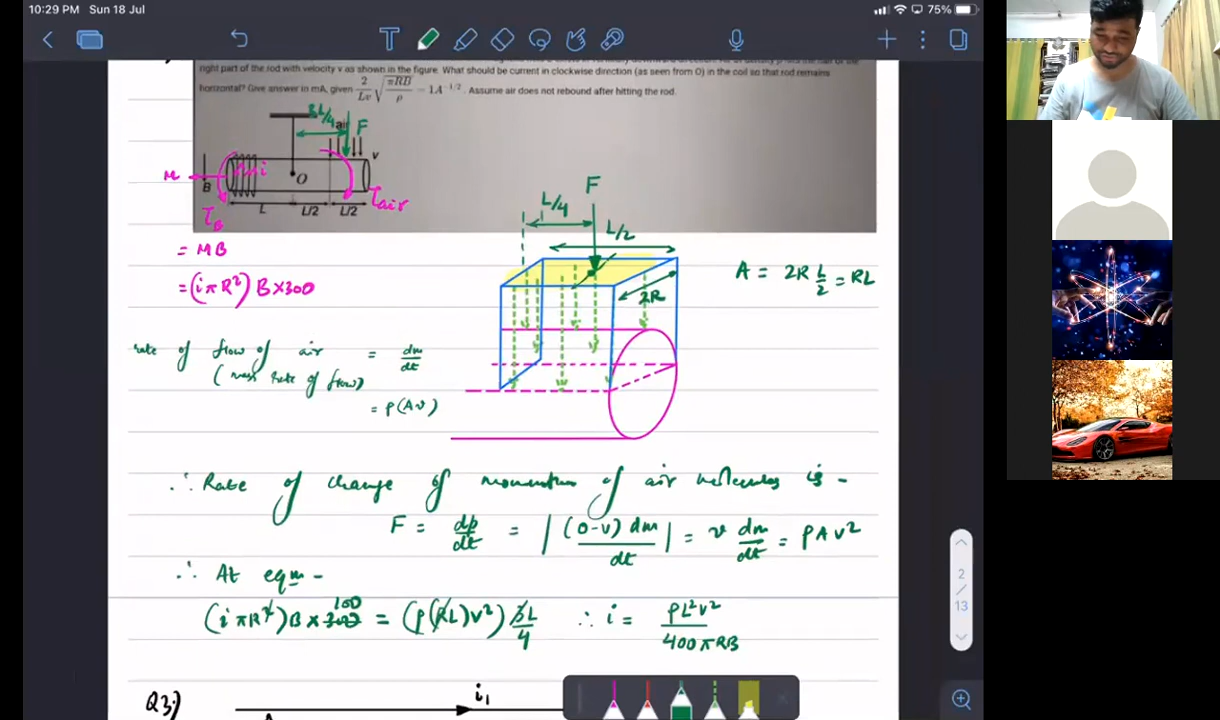 10:29 PM Sun 18 Jul
75%
T
right part of the rod with velocity v as shown in the figure. What should be current in clockwise direction (as seen from O) in the coil so that rod remains
horizontal? Give answer in mA, given 2/Lv √(πRB/ρ) = 1A^-1/2. Assume air does not rebound after hitting the rod.
3L/4
air F
v
M
i
B
O
L L/2 L/2
τair
τB
= MB
= (iπR²) B×300
F
L/4
L/2
2R
A = 2R L/2 = RL
rate of flow of air = dm/dt
(mass rate of flow)
= ρ(Av)
∴ Rate of change of momentum of air molecules is -
F = dp/dt = |(0-v) dm/dt| = v dm/dt = ρAv²
∴ At eqm -
(iπR²)B×300 100 = (ρ(RL)v²) 3L/4 ∴ i = ρL²v²/400πRB
2
/
13
Q3;)
i₁